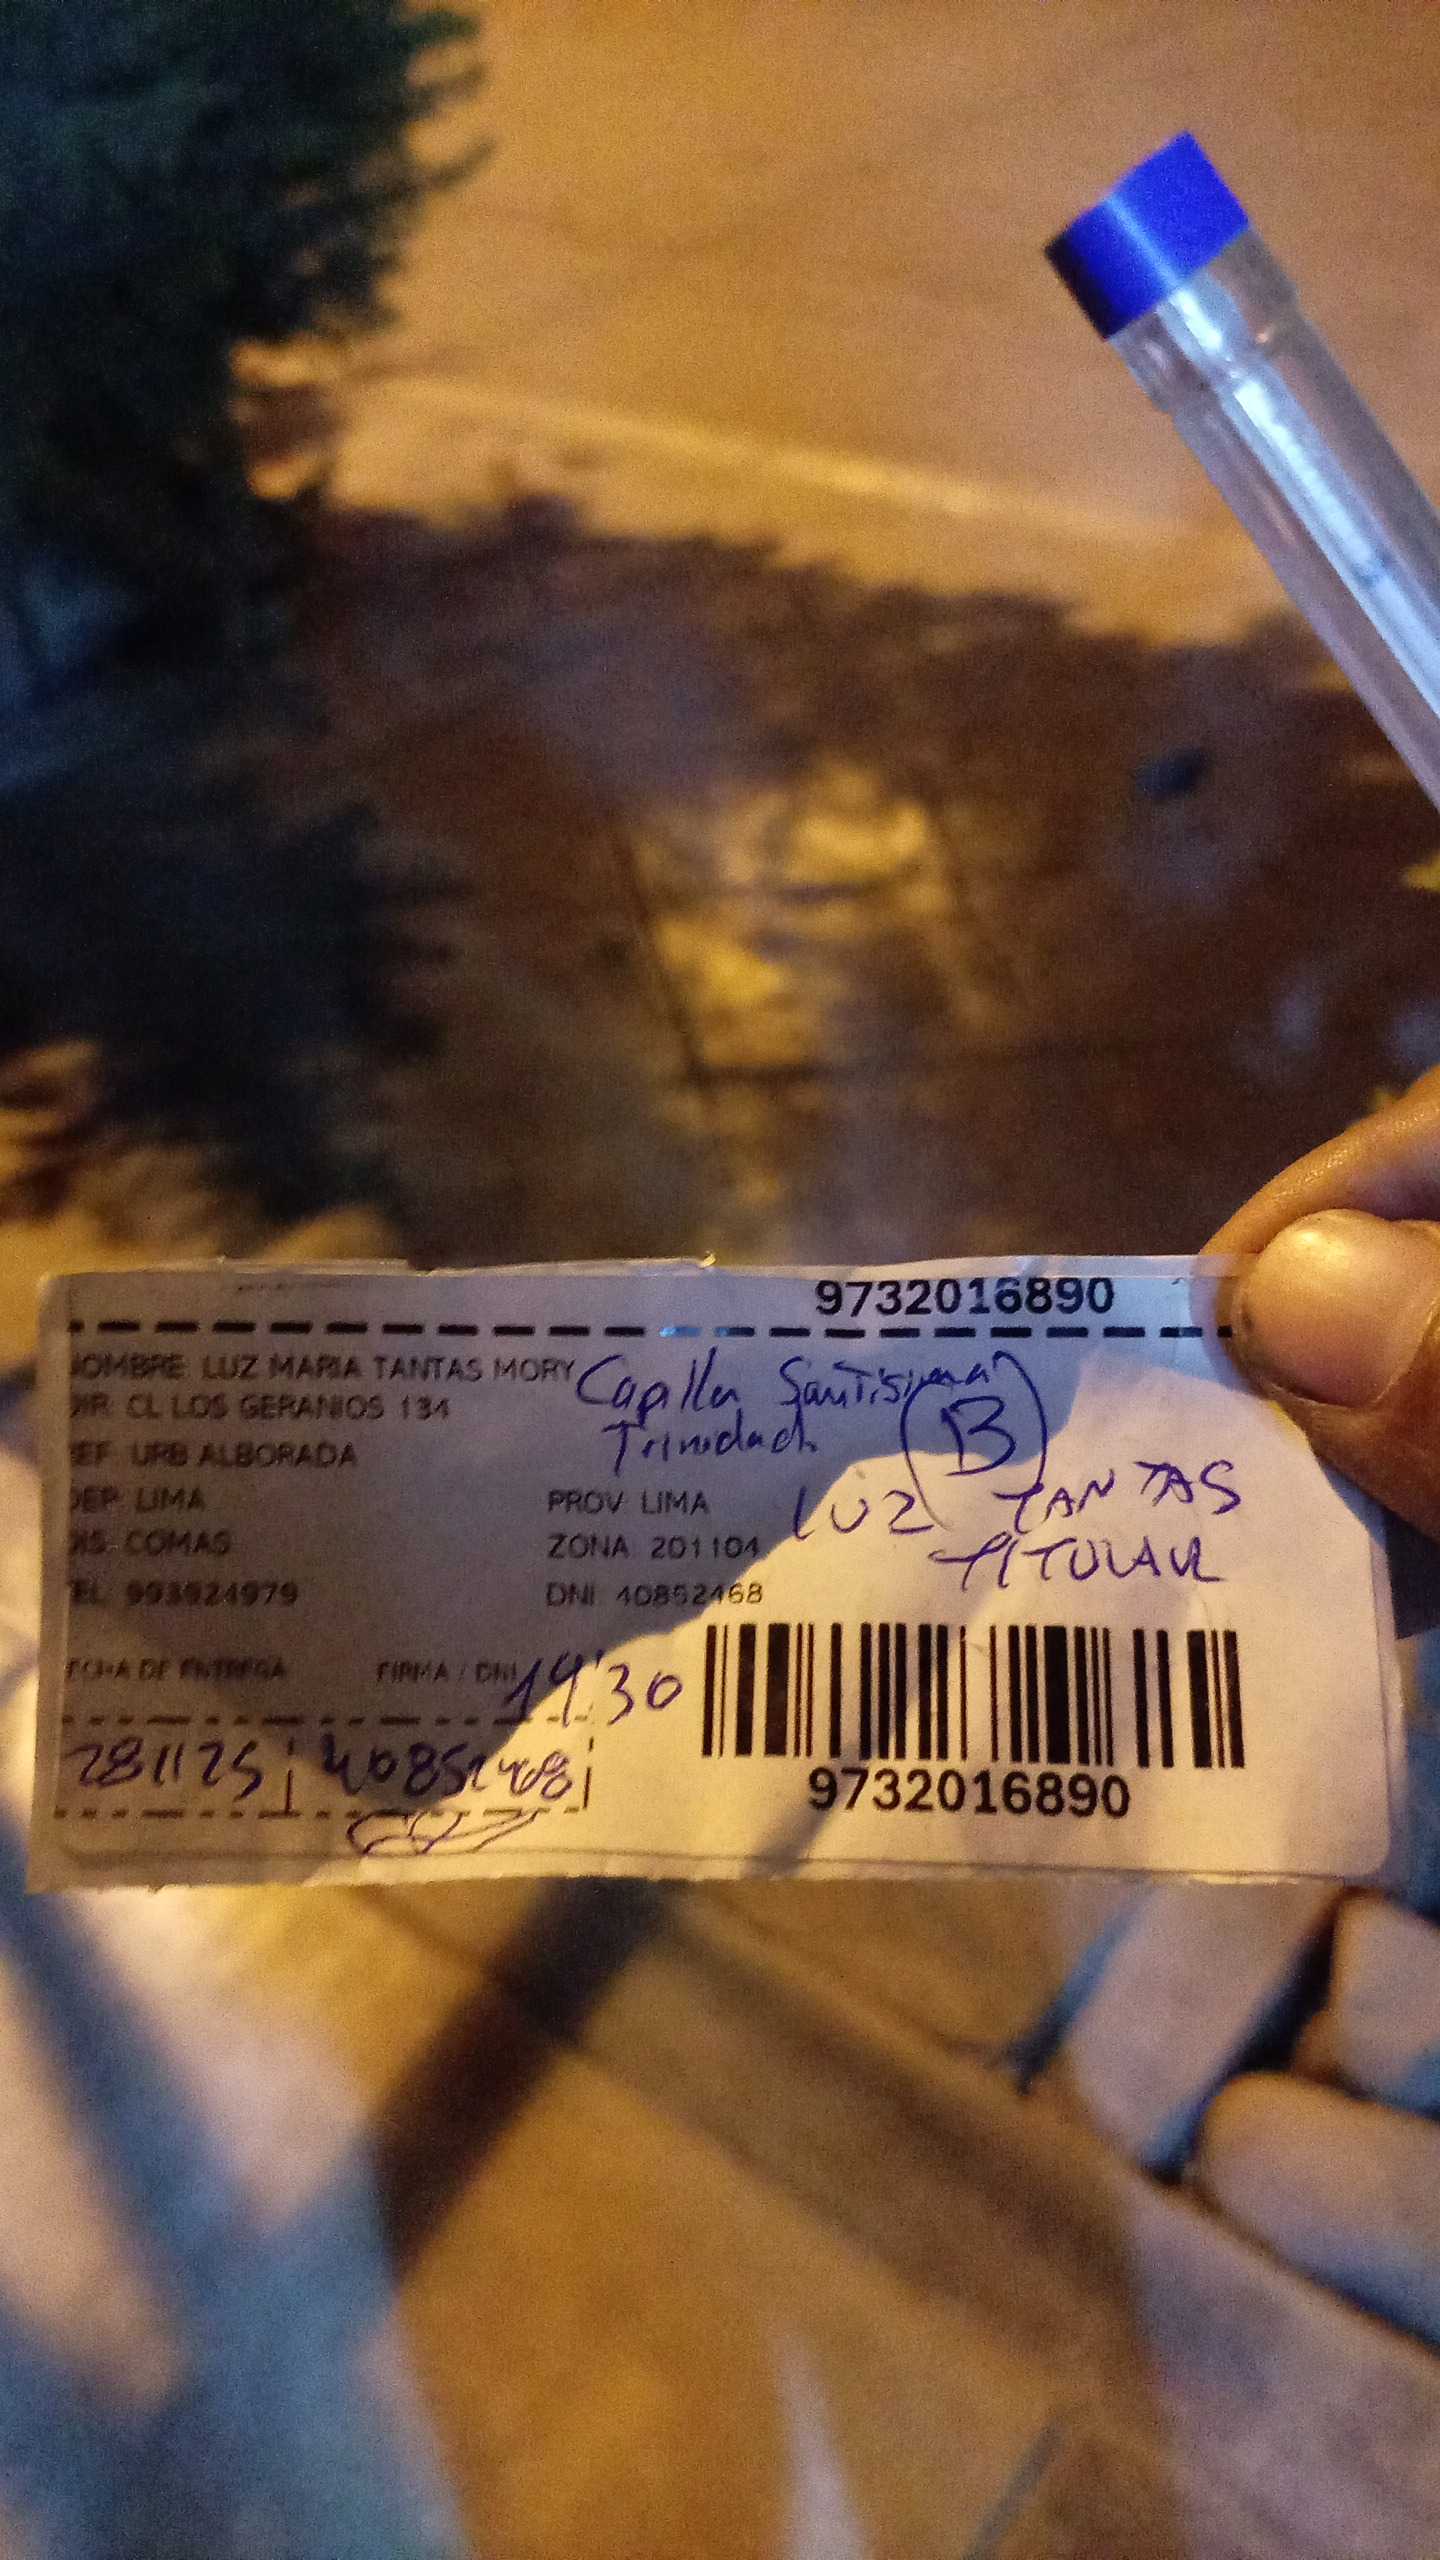 9732016890
NOMBRE: LUZ MARIA TANTAS MORY
DIR: CL LOS GERANIOS 134
REF: URB ALBORADA
DEP: LIMA PROV: LIMA
DIS: COMAS ZONA: 201104
TEL: 993924979 DNI: 40852468
Capilla Santisima
Trinidad
B
LUZ TANTAS
TITULAR
FECHA DE ENTREGA FIRMA / DNI
19:30
281125 40852468
9732016890